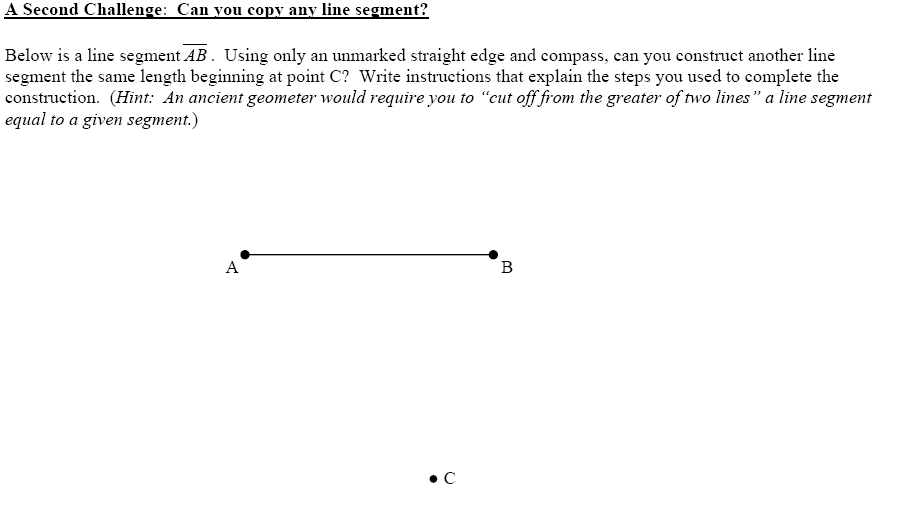 A Second Challenge: Can you copy any line segment?
Below is a line segment AB. Using only an unmarked straight edge and compass, can you construct another line
segment the same length beginning at point C? Write instructions that explain the steps you used to complete the
construction. (Hint: An ancient geometer would require you to “cut off from the greater of two lines” a line segment
equal to a given segment.)
A B
C